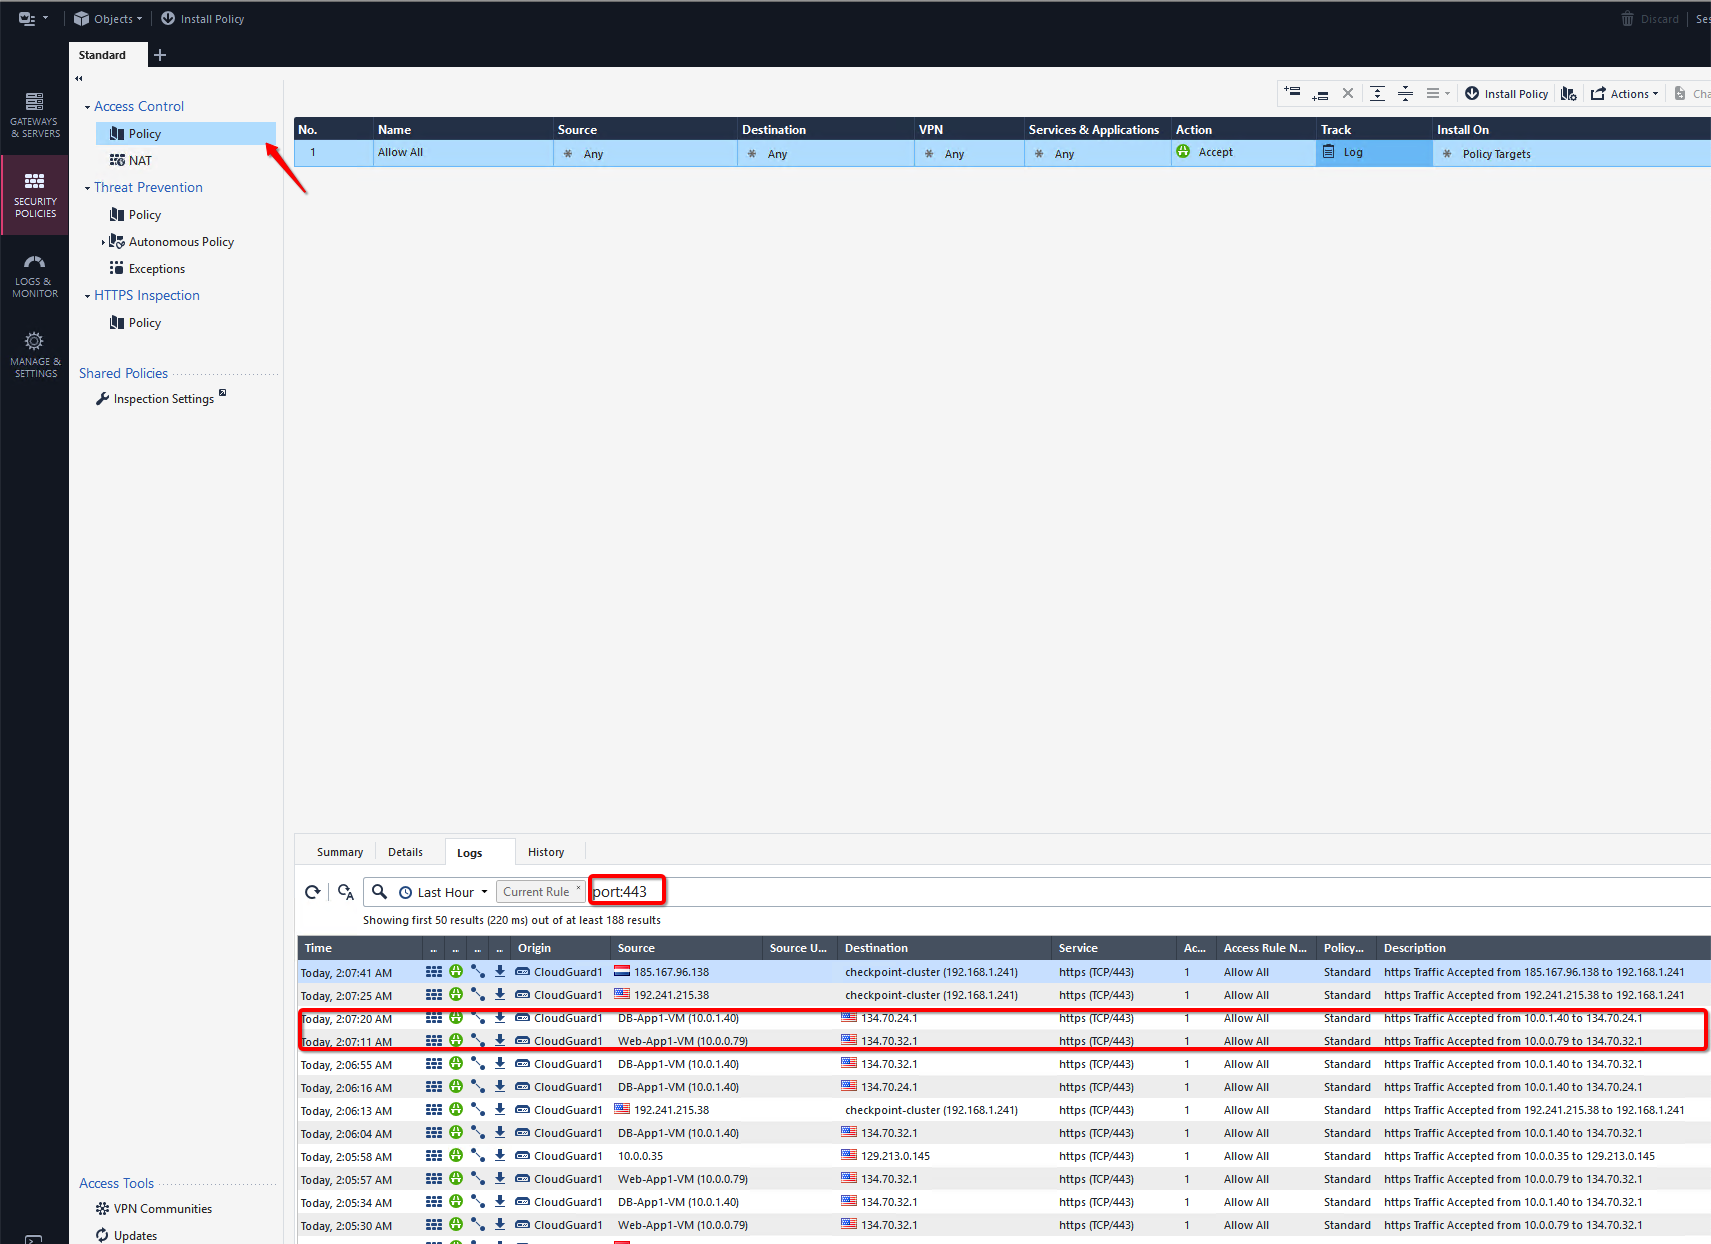 Objects Install Policy Discard Ses
Standard
Install Policy Actions Cha
GATEWAYS & SERVERS
SECURITY POLICIES
LOGS & MONITOR
MANAGE & SETTINGS
Access Control
Policy
NAT
Threat Prevention
Policy
Autonomous Policy
Exceptions
HTTPS Inspection
Policy
Shared Policies
Inspection Settings
Access Tools
VPN Communities
Updates
No. Name Source Destination VPN Services & Applications Action Track Install On
1 Allow All * Any * Any * Any * Any Accept Log * Policy Targets
Summary Details Logs History
Last Hour Current Rule × port:443
Showing first 50 results (220 ms) out of at least 188 results
Time ... ... ... ... Origin Source Source U... Destination Service Ac... Access Rule N... Policy... Description
Today, 2:07:41 AM CloudGuard1 185.167.96.138 checkpoint-cluster (192.168.1.241) https (TCP/443) 1 Allow All Standard https Traffic Accepted from 185.167.96.138 to 192.168.1.241
Today, 2:07:25 AM CloudGuard1 192.241.215.38 checkpoint-cluster (192.168.1.241) https (TCP/443) 1 Allow All Standard https Traffic Accepted from 192.241.215.38 to 192.168.1.241
Today, 2:07:20 AM CloudGuard1 DB-App1-VM (10.0.1.40) 134.70.24.1 https (TCP/443) 1 Allow All Standard https Traffic Accepted from 10.0.1.40 to 134.70.24.1
Today, 2:07:11 AM CloudGuard1 Web-App1-VM (10.0.0.79) 134.70.32.1 https (TCP/443) 1 Allow All Standard https Traffic Accepted from 10.0.0.79 to 134.70.32.1
Today, 2:06:55 AM CloudGuard1 DB-App1-VM (10.0.1.40) 134.70.32.1 https (TCP/443) 1 Allow All Standard https Traffic Accepted from 10.0.1.40 to 134.70.32.1
Today, 2:06:16 AM CloudGuard1 DB-App1-VM (10.0.1.40) 134.70.24.1 https (TCP/443) 1 Allow All Standard https Traffic Accepted from 10.0.1.40 to 134.70.24.1
Today, 2:06:13 AM CloudGuard1 192.241.215.38 checkpoint-cluster (192.168.1.241) https (TCP/443) 1 Allow All Standard https Traffic Accepted from 192.241.215.38 to 192.168.1.241
Today, 2:06:04 AM CloudGuard1 DB-App1-VM (10.0.1.40) 134.70.32.1 https (TCP/443) 1 Allow All Standard https Traffic Accepted from 10.0.1.40 to 134.70.32.1
Today, 2:05:58 AM CloudGuard1 10.0.0.35 129.213.0.145 https (TCP/443) 1 Allow All Standard https Traffic Accepted from 10.0.0.35 to 129.213.0.145
Today, 2:05:57 AM CloudGuard1 Web-App1-VM (10.0.0.79) 134.70.32.1 https (TCP/443) 1 Allow All Standard https Traffic Accepted from 10.0.0.79 to 134.70.32.1
Today, 2:05:34 AM CloudGuard1 DB-App1-VM (10.0.1.40) 134.70.32.1 https (TCP/443) 1 Allow All Standard https Traffic Accepted from 10.0.1.40 to 134.70.32.1
Today, 2:05:30 AM CloudGuard1 Web-App1-VM (10.0.0.79) 134.70.32.1 https (TCP/443) 1 Allow All Standard https Traffic Accepted from 10.0.0.79 to 134.70.32.1